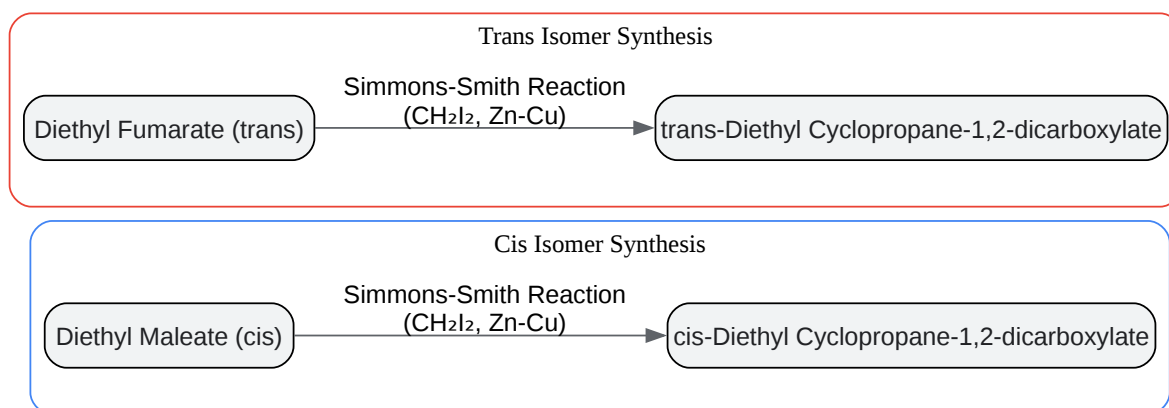 Trans Isomer Synthesis
Simmons-Smith Reaction
(CH₂I₂, Zn-Cu)
Diethyl Fumarate (trans)
trans-Diethyl Cyclopropane-1,2-dicarboxylate
Cis Isomer Synthesis
Simmons-Smith Reaction
(CH₂I₂, Zn-Cu)
Diethyl Maleate (cis)
cis-Diethyl Cyclopropane-1,2-dicarboxylate